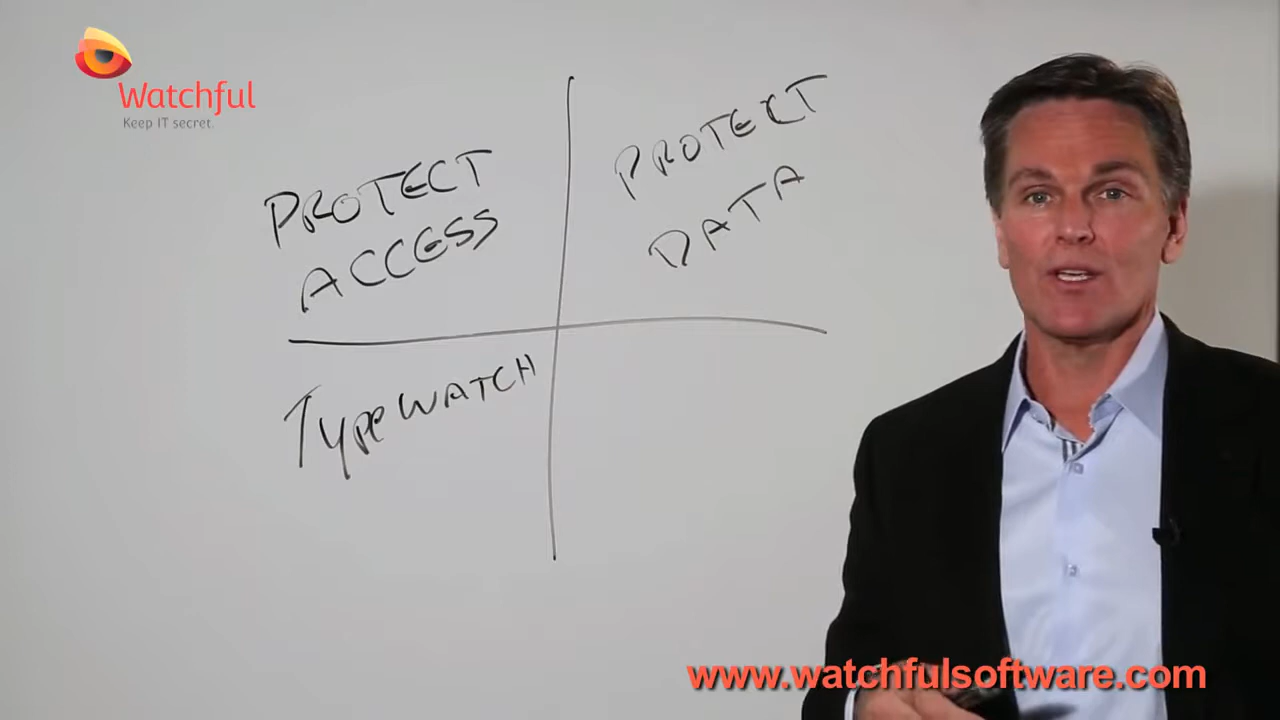 Watchful
Keep IT secret.
PROTECT
ACCESS
PROTECT
DATA
TypeWATCH
www.watchfulsoftware.com